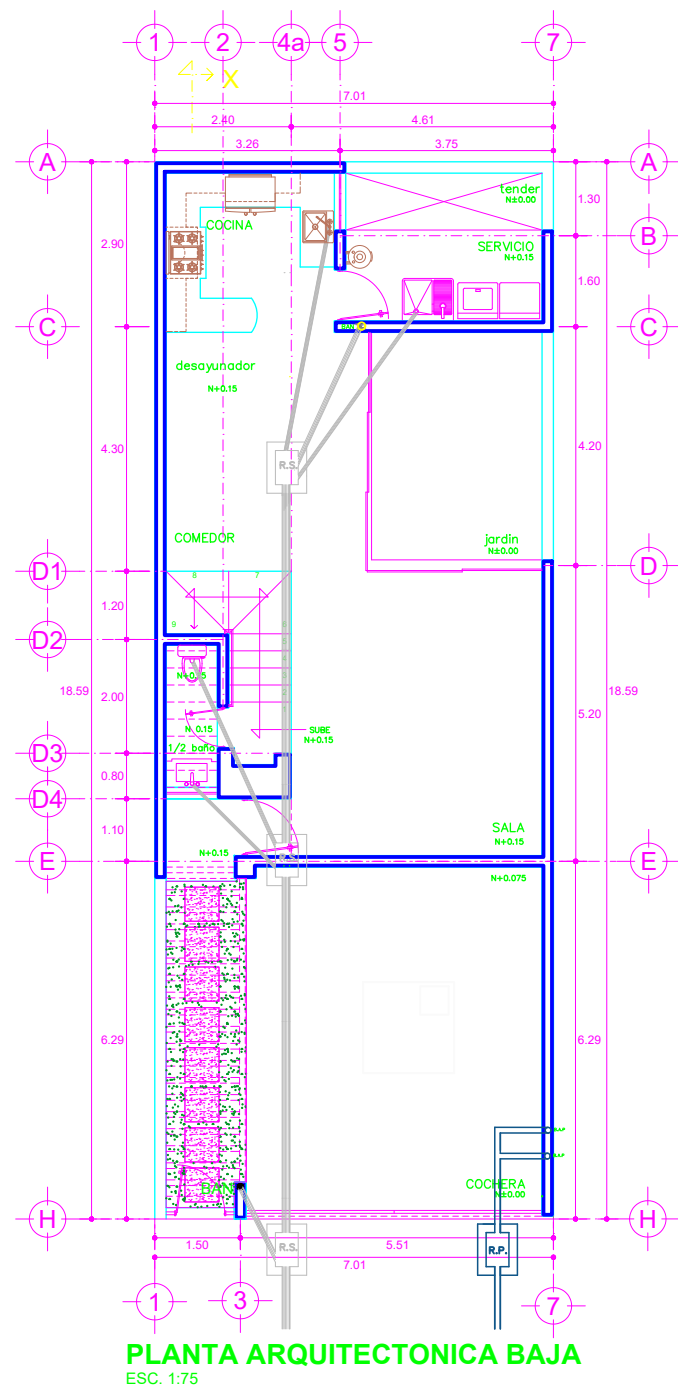 1 2 4a 5 7
X
7.01
2.40 4.61
3.26 3.75
A A
tender
N±0.00
1.30
COCINA
B
2.90
SERVICIO
N+0.15
1.60
C C
BAN
desayunador
N+0.15
R.S.
4.30 4.20
COMEDOR
jardín
N±0.00
D1 D
8 7
1.20
9
D2
N+0.15
18.59 2.00 5.20 18.59
N 0.15
SUBE
N+0.15
1/2 baño
D3
0.80
D4
SALA
N+0.15
1.10
N+0.15
E E
N+0.075
6.29 6.29
B.A.P
B.A.P
BAN
COCHERA
N±0.00
H H
1.50 5.51
R.S. R.P.
7.01
1 3 7
PLANTA ARQUITECTONICA BAJA
ESC. 1:75